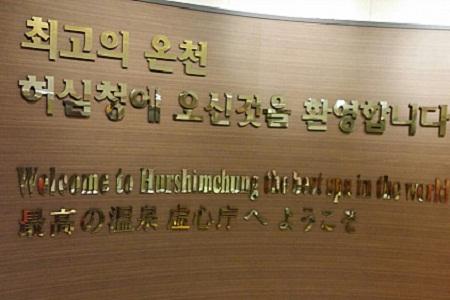 최고의 온천
허심청에 오신것을 환영합니다
Welcome to Hurshimchung the best spa in the world
最高の温泉 虚心庁へ ようこそ